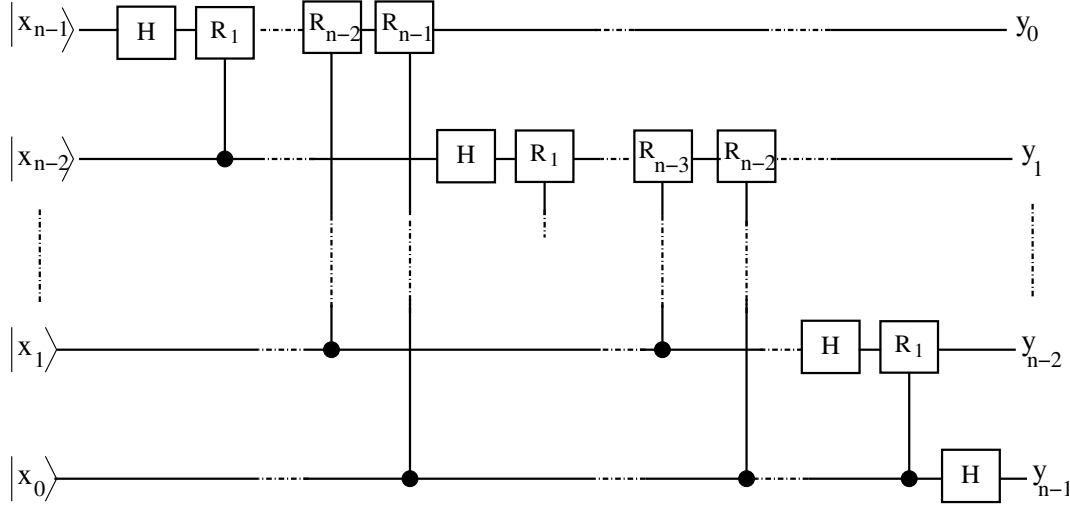 |x_{n−1}⟩ H R_1 R_{n−2} R_{n−1} y_0
|x_{n−2}⟩ H R_1 R_{n−3} R_{n−2} y_1
|x_1⟩ H R_1 y_{n−2}
|x_0⟩ H y_{n−1}